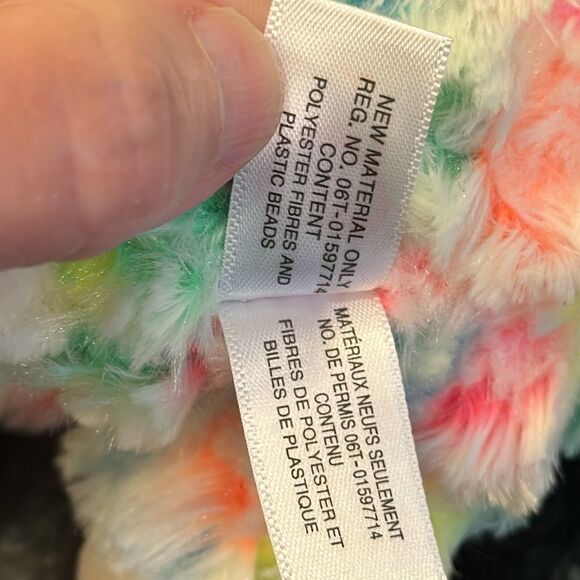 NEW MATERIAL ONLY
REG. NO. 06T-01597714
CONTENT
POLYESTER FIBRES AND
PLASTIC BEADS
MATÉRIAUX NEUFS SEULEMENT
NO. DE PERMIS 06T-01597714
CONTENU
FIBRES DE POLYESTER ET
BILLES DE PLASTIQUE